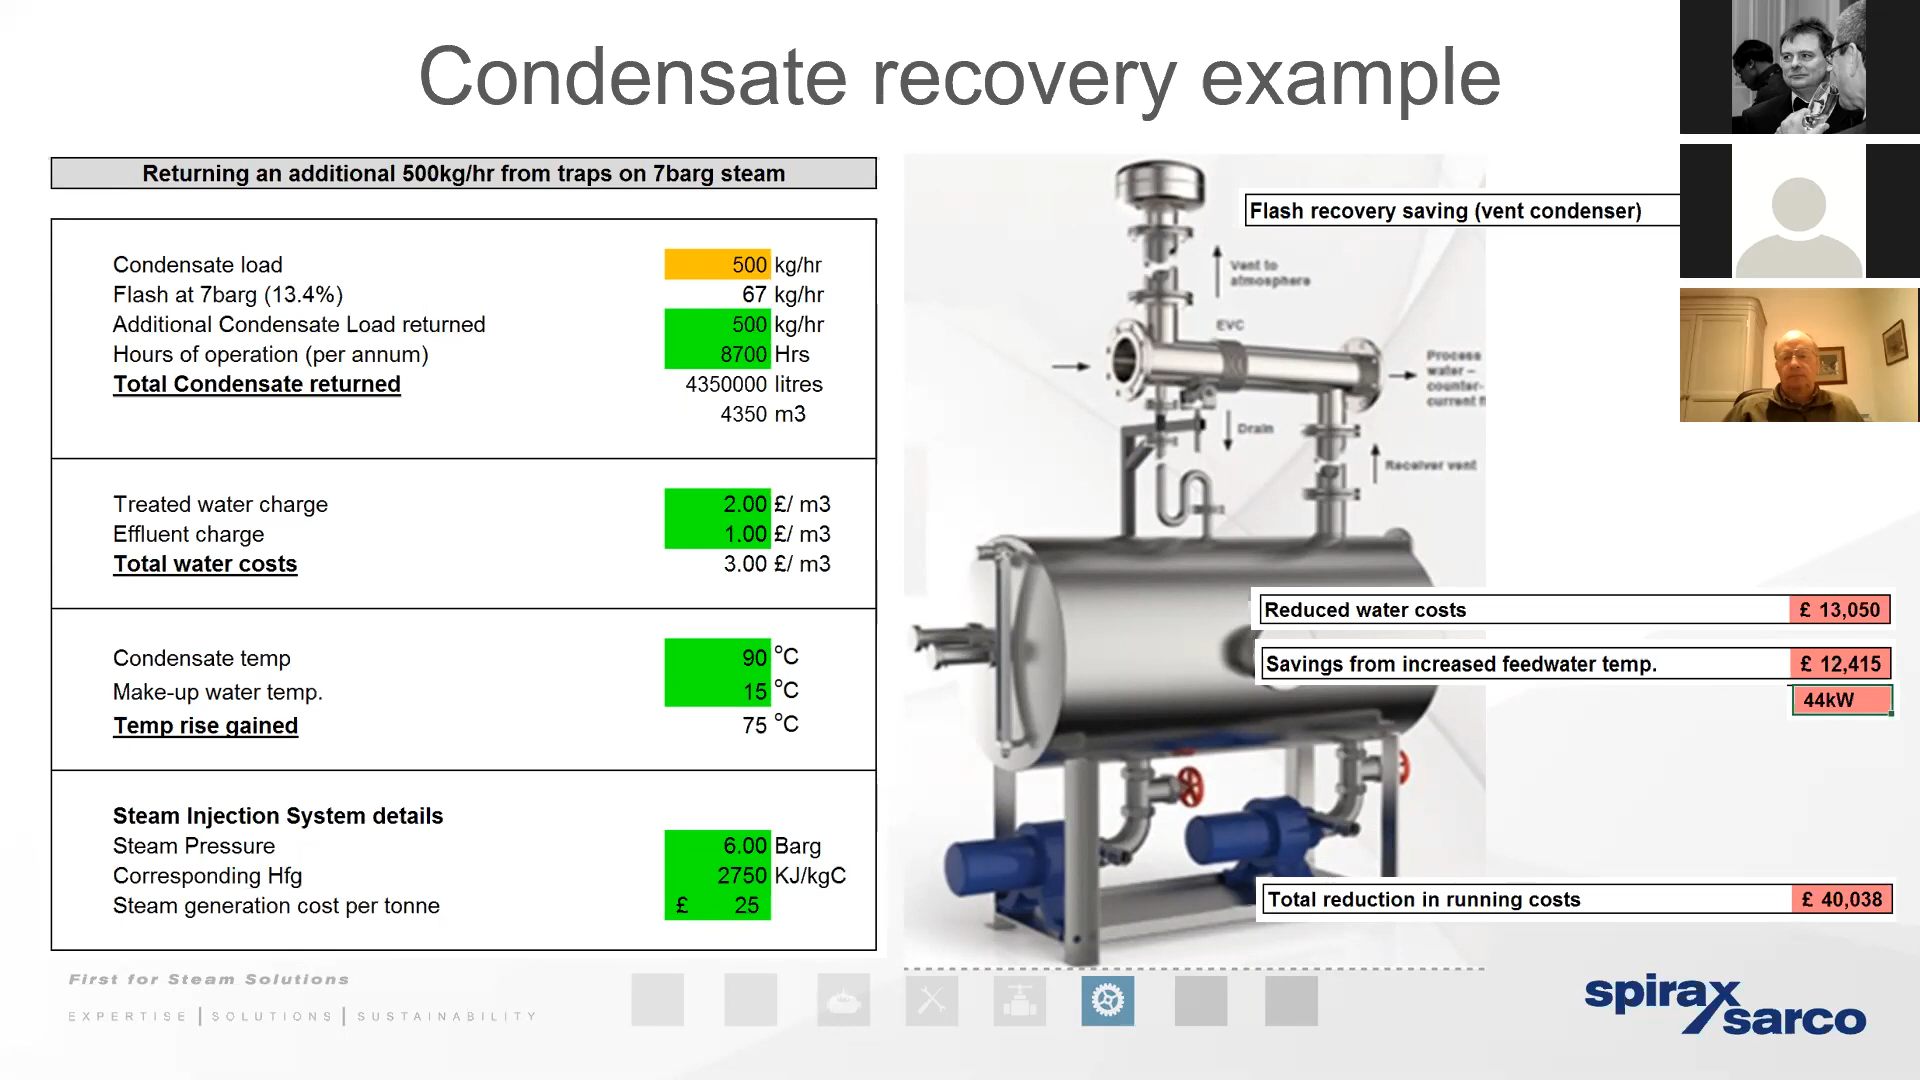 Condensate recovery example
Returning an additional 500kg/hr from traps on 7barg steam
Condensate load 500 kg/hr
Flash at 7barg (13.4%) 67 kg/hr
Additional Condensate Load returned 500 kg/hr
Hours of operation (per annum) 8700 Hrs
Total Condensate returned 4350000 litres
4350 m3
Treated water charge 2.00 £/ m3
Effluent charge 1.00 £/ m3
Total water costs 3.00 £/ m3
Condensate temp 90 °C
Make-up water temp. 15 °C
Temp rise gained 75 °C
Steam Injection System details
Steam Pressure 6.00 Barg
Corresponding Hfg 2750 KJ/kgC
Steam generation cost per tonne £ 25
Flash recovery saving (vent condenser)
Vent to
atmosphere
EVC
Process
water –
counter-
current
Drain
Receiver vent
Reduced water costs £ 13,050
Savings from increased feedwater temp. £ 12,415
44kW
Total reduction in running costs £ 40,038
First for Steam Solutions
EXPERTISE | SOLUTIONS | SUSTAINABILITY
spirax
sarco